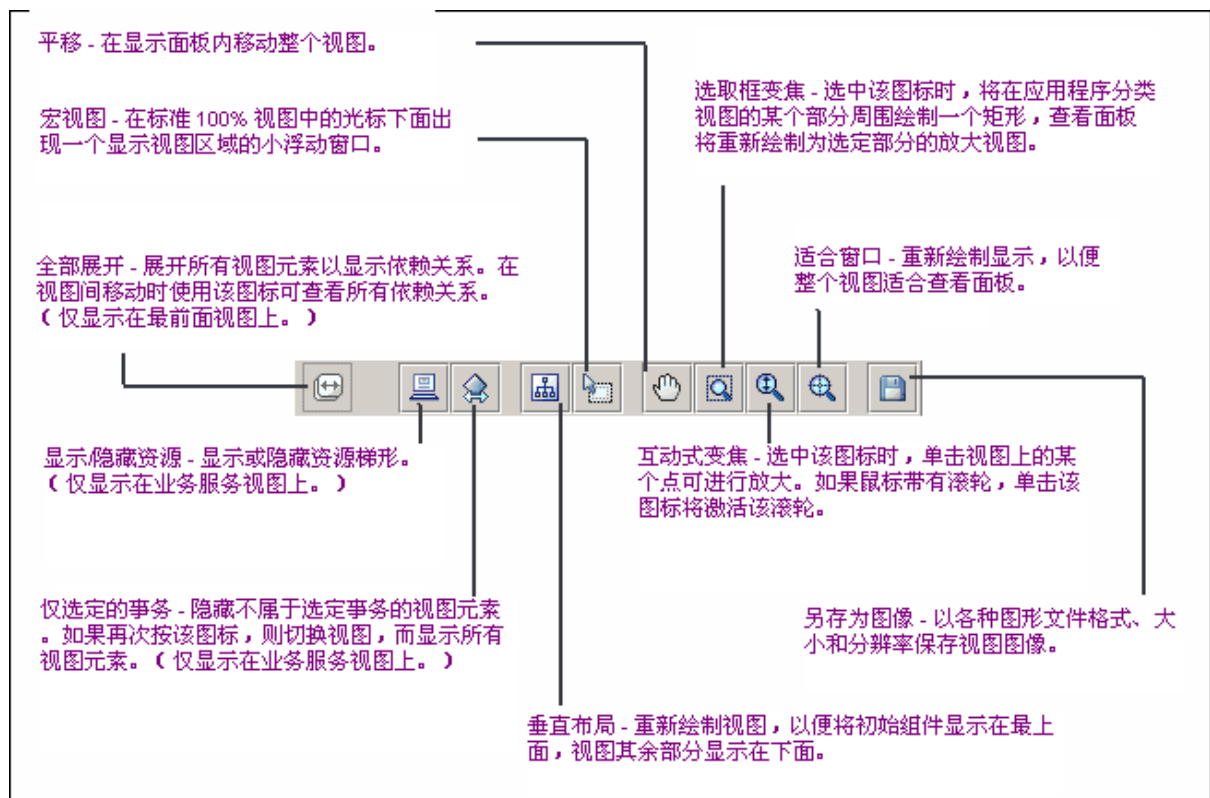 平移 - 在显示面板内移动整个视图。
宏视图 - 在标准 100% 视图中的光标下面出
现一个显示视图区域的小浮动窗口。
选取框变焦 - 选中该图标时，将在应用程序分类
视图的某个部分周围绘制一个矩形，查看面板
将重新绘制为选定部分的放大视图。
全部展开 - 展开所有视图元素以显示依赖关系。在
视图间移动时使用该图标可查看所有依赖关系。
（仅显示在最前面视图上。）
适合窗口 - 重新绘制显示，以便
整个视图适合查看面板。
显示/隐藏资源 - 显示或隐藏资源梯形。
（仅显示在业务服务视图上。）
互动式变焦 - 选中该图标时，单击视图上的某
个点可进行放大。如果鼠标带有滚轮，单击该
图标将激活该滚轮。
仅选定的事务 - 隐藏不属于选定事务的视图元素
。如果再次按该图标，则切换视图，而显示所有
视图元素。（仅显示在业务服务视图上。）
另存为图像 - 以各种图形文件格式、大
小和分辨率保存视图图像。
垂直布局 - 重新绘制视图，以便将初始组件显示在最上
面，视图其余部分显示在下面。